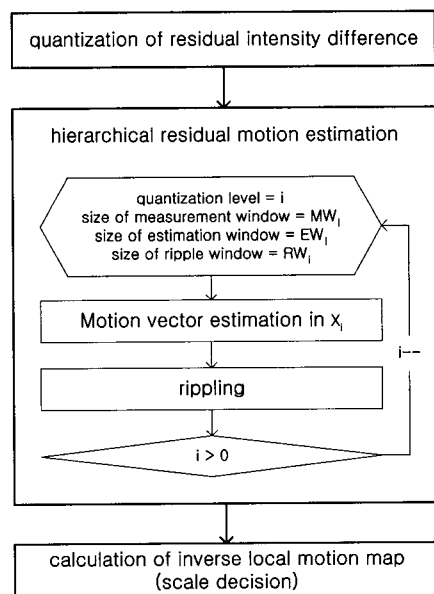 quantization of residual intensity difference
hierarchical residual motion estimation
quantization level = i
size of measurement window = MWi
size of estimation window = EWi
size of ripple window = RWi
Motion vector estimation in Xi
i--
rippling
i > 0
calculation of inverse local motion map
(scale decision)